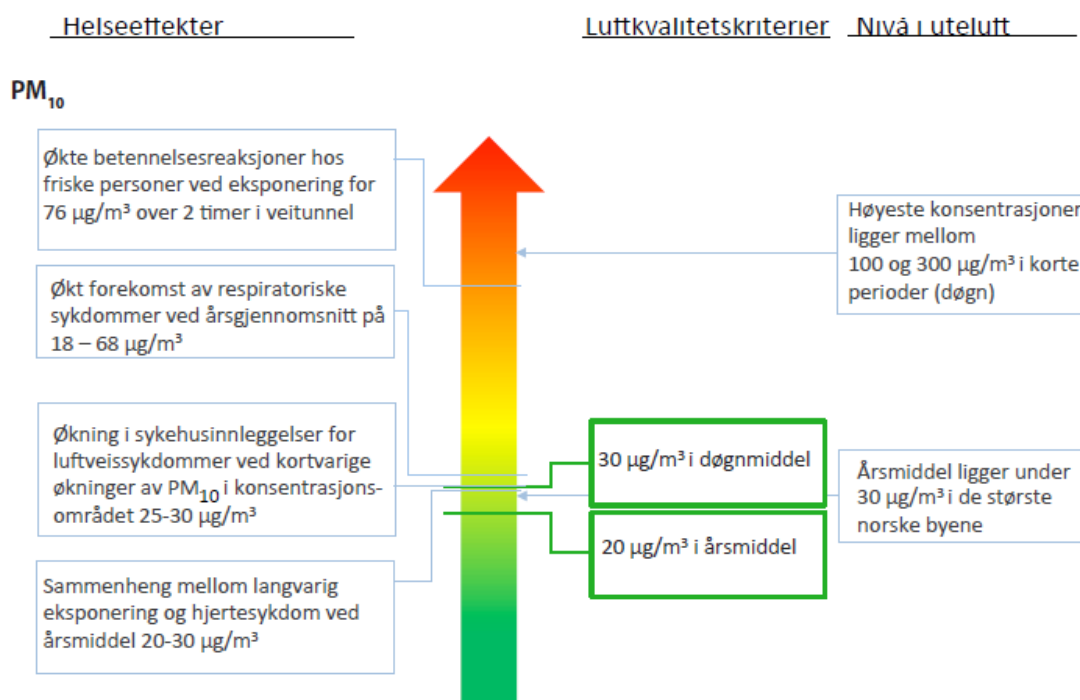 Helseeffekter
Luftkvalitetskriterier
Nivå i uteluft
PM10
Økte betennelsesreaksjoner hos
friske personer ved eksponering for
76 µg/m³ over 2 timer i veitunnel
Økt forekomst av respiratoriske
sykdommer ved årsgjennomsnitt på
18 – 68 µg/m³
Økning i sykehusinnleggelser for
luftveissykdommer ved kortvarige
økninger av PM10 i konsentrasjons-
området 25-30 µg/m³
Sammenheng mellom langvarig
eksponering og hjertesykdom ved
årsmiddel 20-30 µg/m³
30 µg/m³ i døgnmiddel
20 µg/m³ i årsmiddel
Høyeste konsentrasjoner
ligger mellom
100 og 300 µg/m³ i korte
perioder (døgn)
Årsmiddel ligger under
30 µg/m³ i de største
norske byene